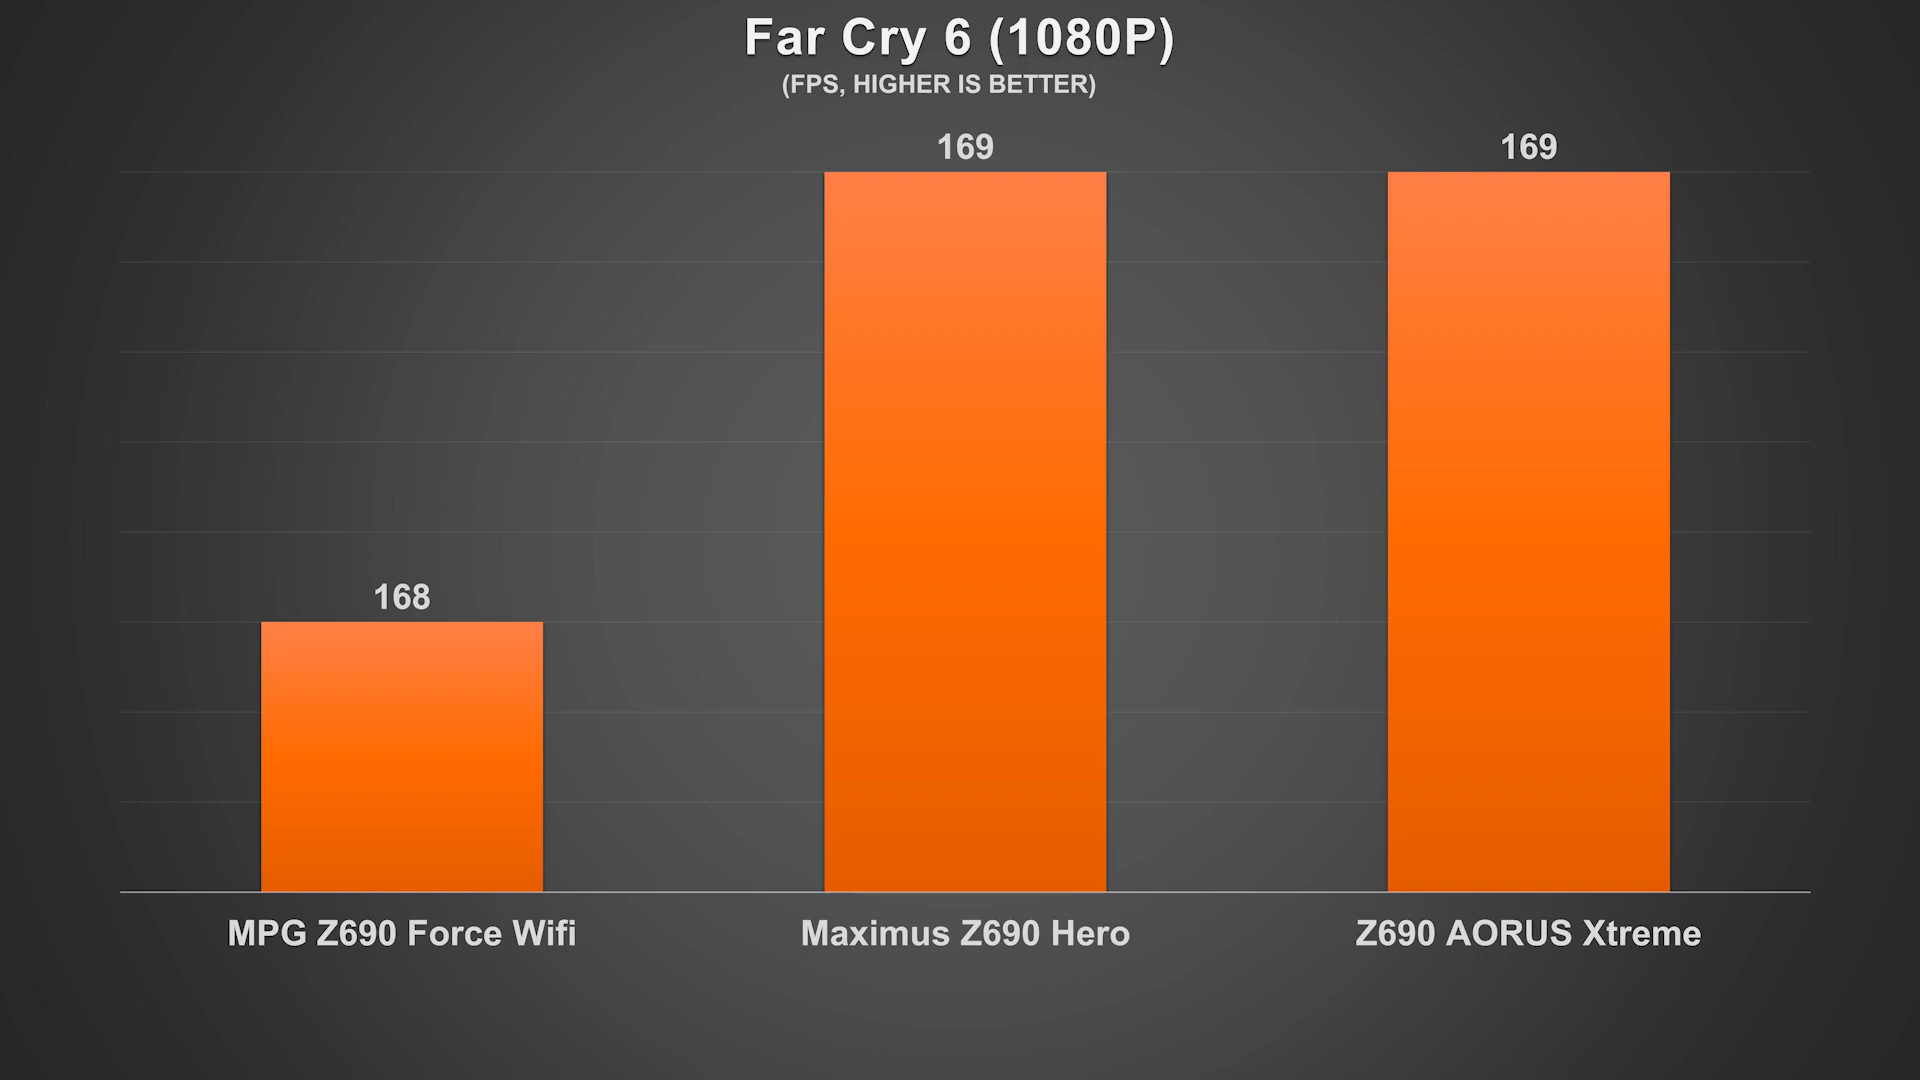 Far Cry 6 (1080P)
(FPS, HIGHER IS BETTER)
169
169
168
MPG Z690 Force Wifi
Maximus Z690 Hero
Z690 AORUS Xtreme